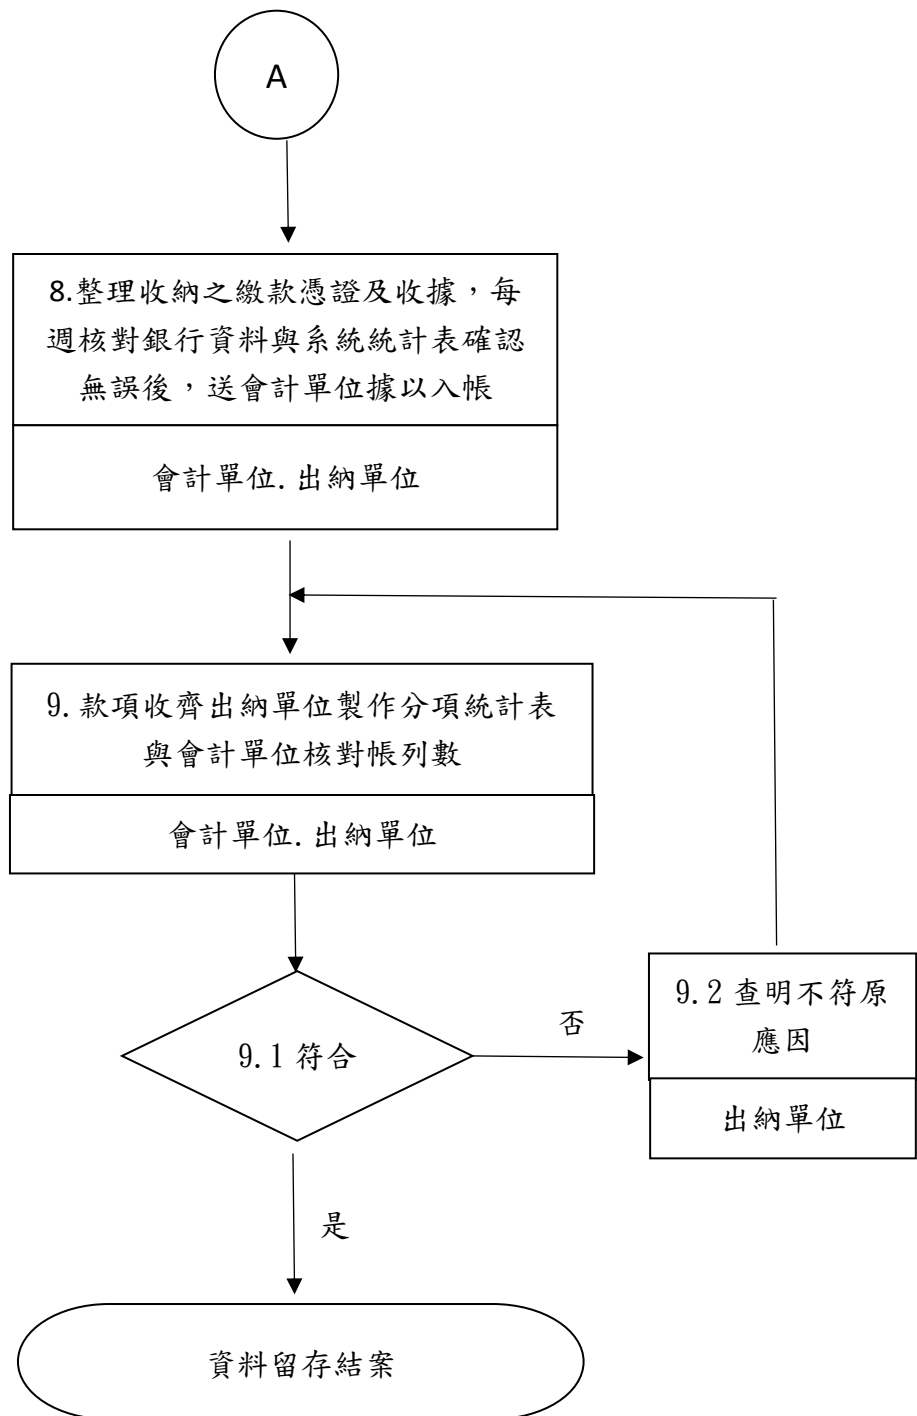 A
8.整理收納之繳款憑證及收據，每
週核對銀行資料與系統統計表確認
無誤後，送會計單位據以入帳
會計單位.出納單位
9.款項收齊出納單位製作分項統計表
與會計單位核對帳列數
會計單位.出納單位
9.1 符合
否
9.2 查明不符原
應因
出納單位
是
資料留存結案